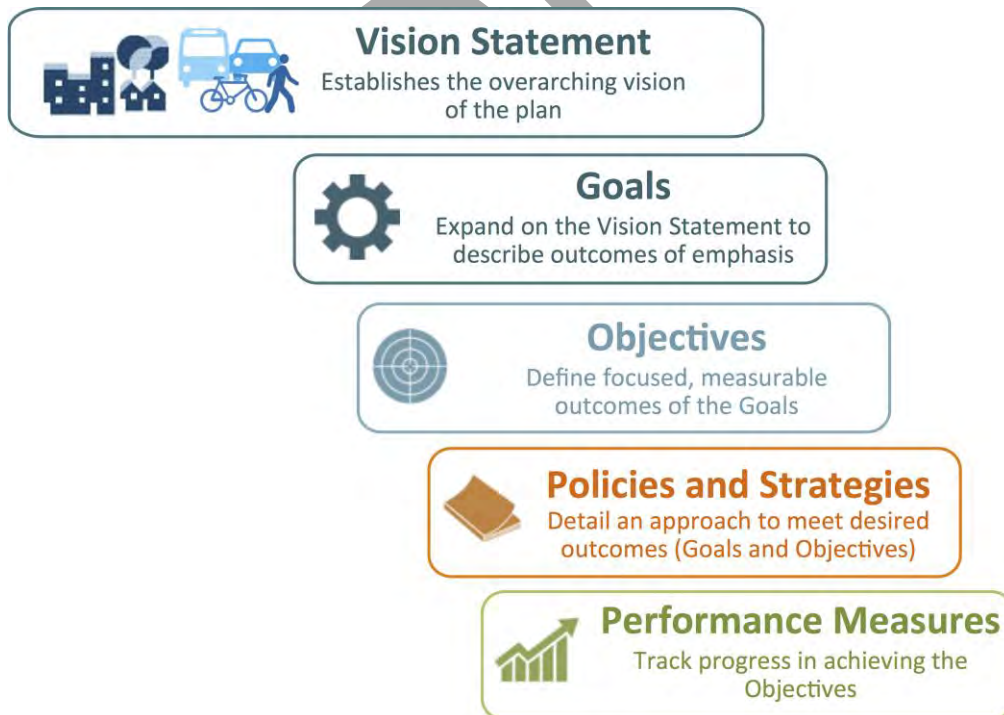 Vision Statement
Establishes the overarching vision
of the plan
Goals
Expand on the Vision Statement to
describe outcomes of emphasis
Objectives
Define focused, measurable
outcomes of the Goals
Policies and Strategies
Detail an approach to meet desired
outcomes (Goals and Objectives)
Performance Measures
Track progress in achieving the
Objectives